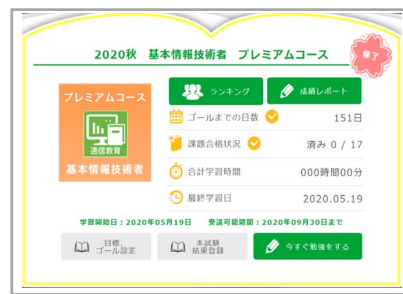 2020秋 基本情報技術者 プレミアムコース
修了
プレミアムコース
通信教育
基本情報技術者
ランキング
成績レポート
ゴールまでの日数
151日
課題合格状況
済み 0 / 17
合計学習時間
000時間00分
最終学習日
2020.05.19
学習開始日:2020年05月19日 受講可能期間:2020年09月30日まで
目標、
ゴール設定
本試験
結果登録
今すぐ勉強をする